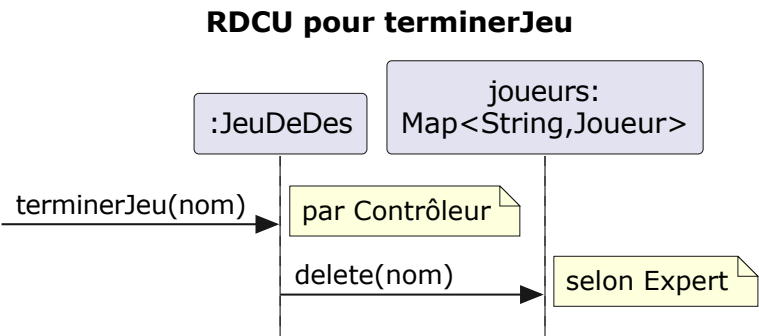 RDCU pour terminerJeu
:JeuDeDes
joueurs:
Map<String,Joueur>
terminerJeu(nom)
par Contrôleur
delete(nom)
selon Expert